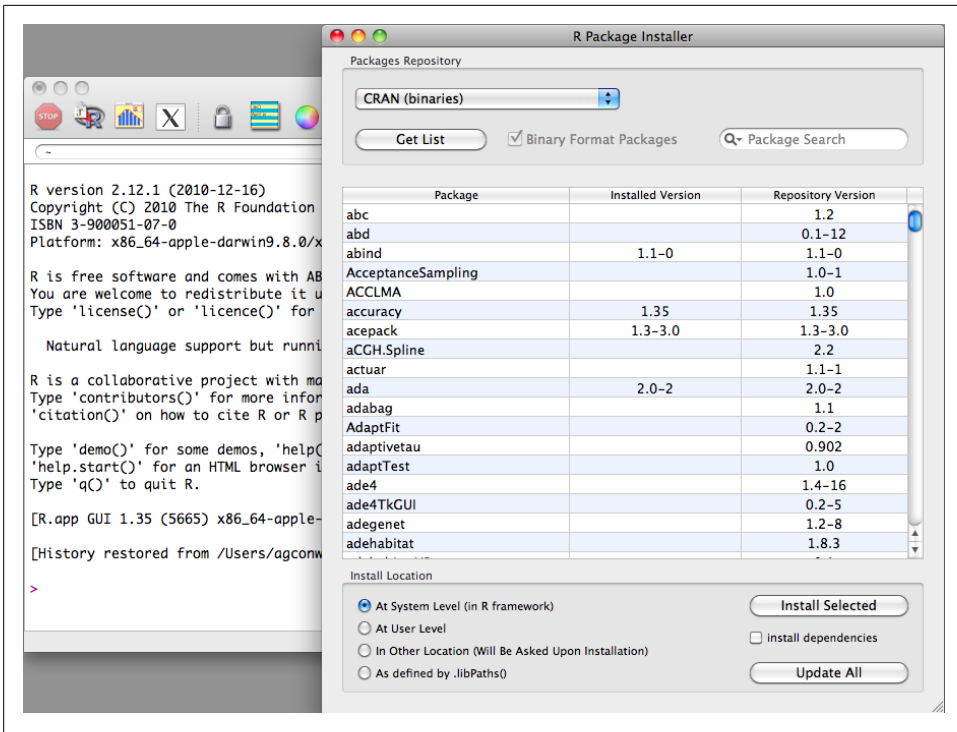 R Package Installer
Packages Repository
CRAN (binaries)
Get List
Binary Format Packages
Package Search
Package Installed Version Repository Version
abc 1.2
abd 0.1-12
abind 1.1-0 1.1-0
AcceptanceSampling 1.0-1
ACCLMA 1.0
accuracy 1.35 1.35
acepack 1.3-3.0 1.3-3.0
aCGH.Spline 2.2
actuar 1.1-1
ada 2.0-2 2.0-2
adabag 1.1
AdaptFit 0.2-2
adaptivetau 0.902
adaptTest 1.0
ade4 1.4-16
ade4TkGUI 0.2-5
adegenet 1.2-8
adehabitat 1.8.3
Install Location
At System Level (in R framework)
At User Level
In Other Location (Will Be Asked Upon Installation)
As defined by .libPaths()
Install Selected
install dependencies
Update All
STOP
R
X
~
R version 2.12.1 (2010-12-16)
Copyright (C) 2010 The R Foundation
ISBN 3-900051-07-0
Platform: x86_64-apple-darwin9.8.0/x
R is free software and comes with AB
You are welcome to redistribute it u
Type 'license()' or 'licence()' for
Natural language support but runni
R is a collaborative project with ma
Type 'contributors()' for more infor
'citation()' on how to cite R or R p
Type 'demo()' for some demos, 'help(
'help.start()' for an HTML browser i
Type 'q()' to quit R.
[R.app GUI 1.35 (5665) x86_64-apple-
[History restored from /Users/agconw
>